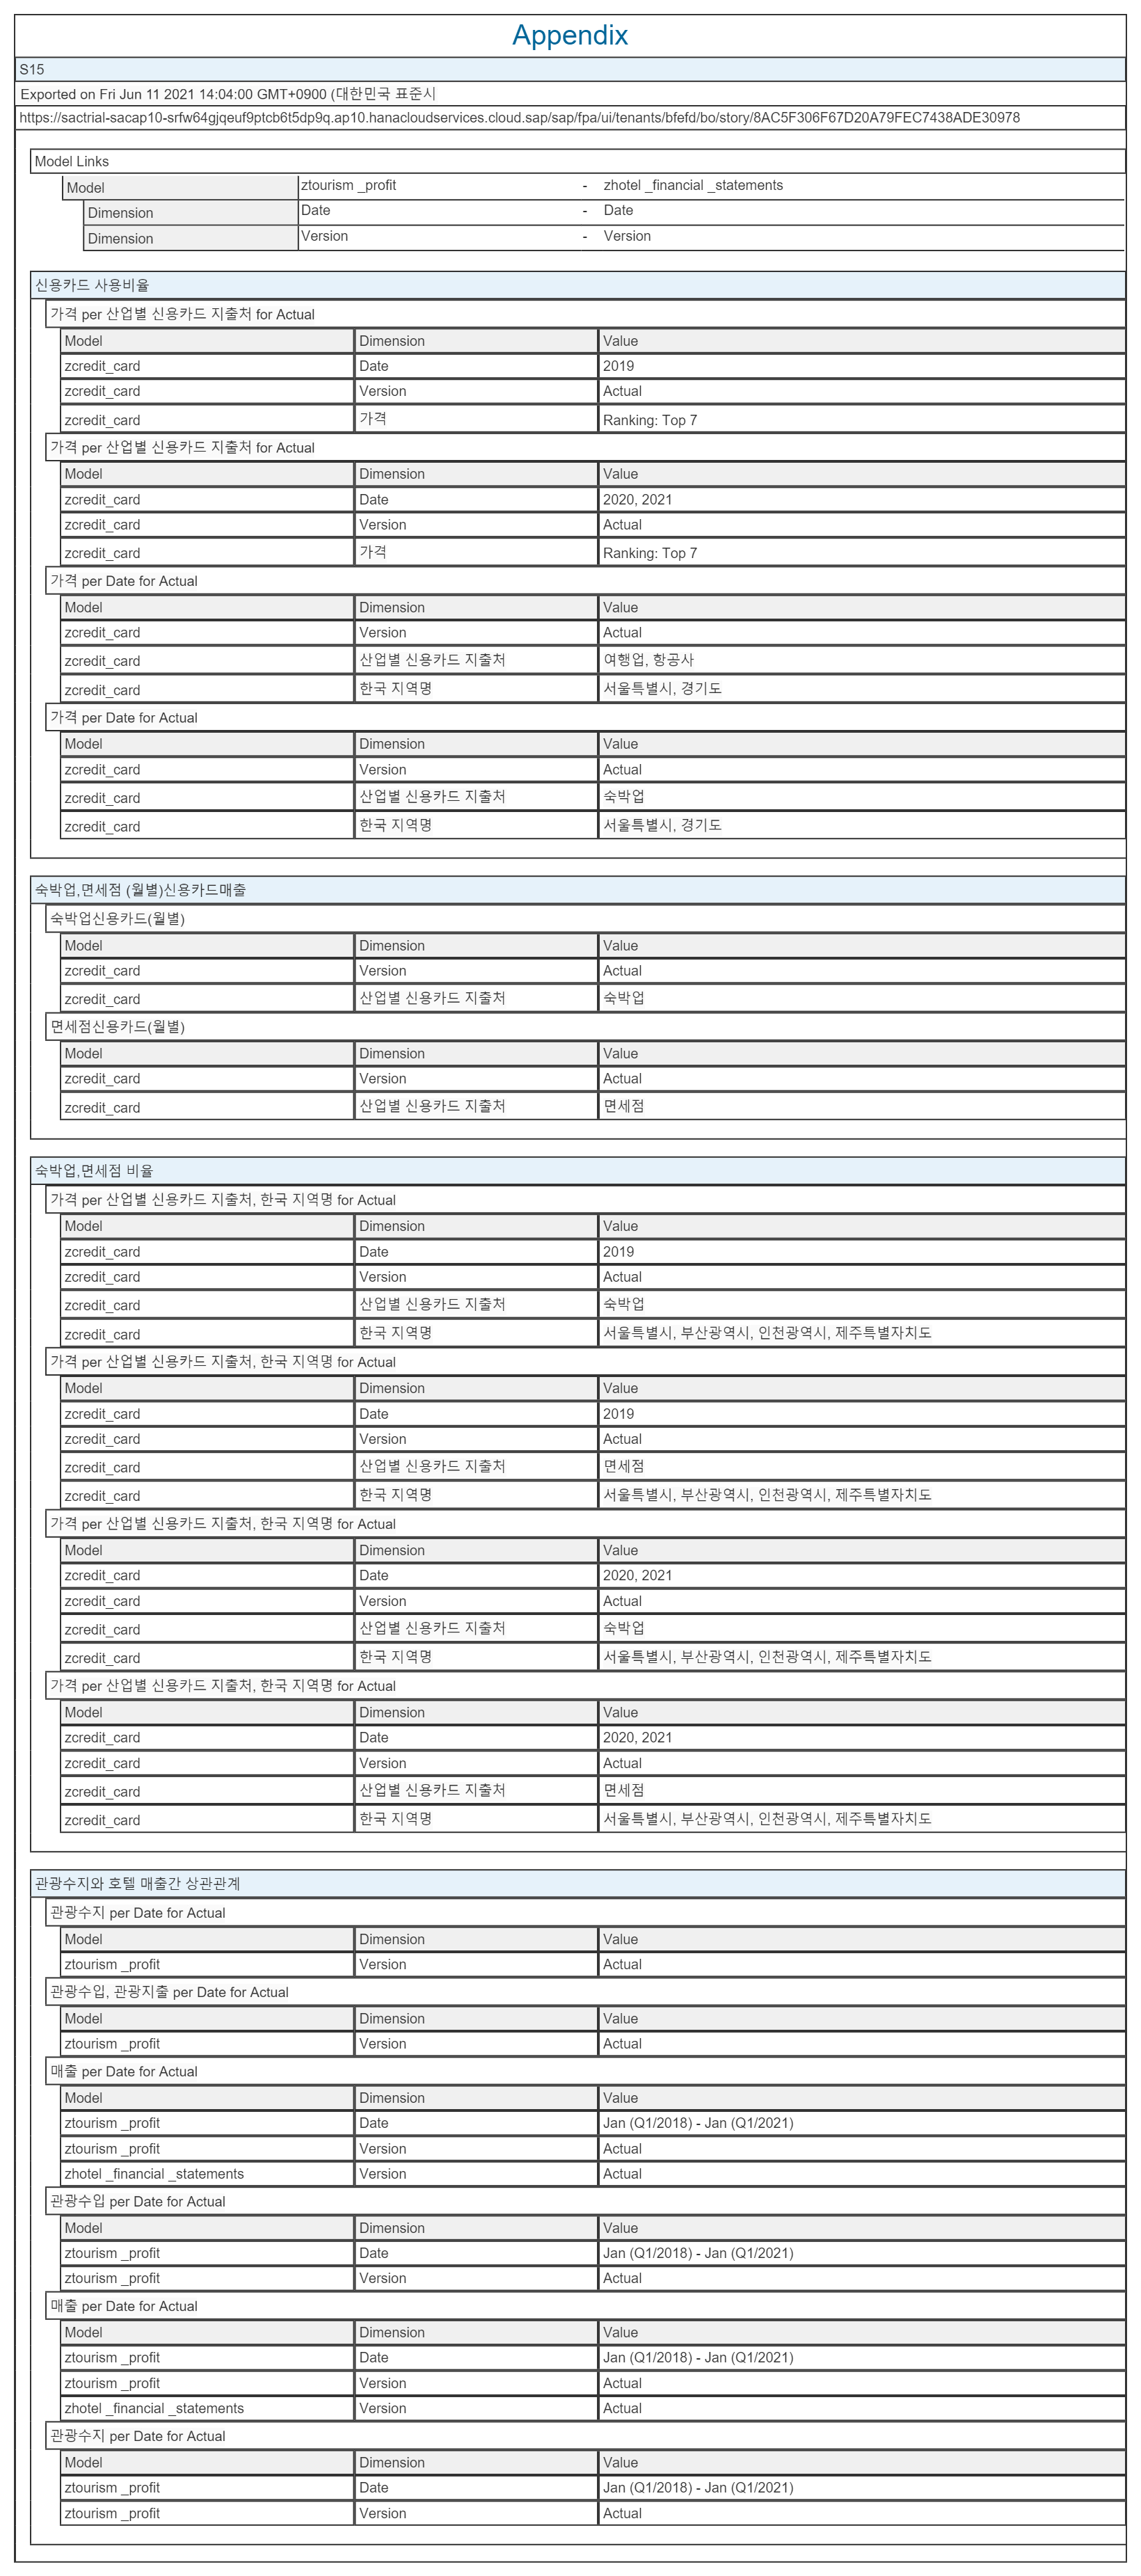 Appendix
S15
Exported on Fri Jun 11 2021 14:04:00 GMT+0900 (대한민국 표준시
https://sactrial-sacap10-srfw64gjqeuf9ptcb6t5dp9q.ap10.hanacloudservices.cloud.sap/sap/fpa/ui/tenants/bfefd/bo/story/8AC5F306F67D20A79FEC7438ADE30978
Model Links
Model ztourism _profit - zhotel _financial _statements
Dimension Date - Date
Dimension Version - Version
신용카드 사용비율
가격 per 산업별 신용카드 지출처 for Actual
Model Dimension Value
zcredit_card Date 2019
zcredit_card Version Actual
zcredit_card 가격 Ranking: Top 7
가격 per 산업별 신용카드 지출처 for Actual
Model Dimension Value
zcredit_card Date 2020, 2021
zcredit_card Version Actual
zcredit_card 가격 Ranking: Top 7
가격 per Date for Actual
Model Dimension Value
zcredit_card Version Actual
zcredit_card 산업별 신용카드 지출처 여행업, 항공사
zcredit_card 한국 지역명 서울특별시, 경기도
가격 per Date for Actual
Model Dimension Value
zcredit_card Version Actual
zcredit_card 산업별 신용카드 지출처 숙박업
zcredit_card 한국 지역명 서울특별시, 경기도
숙박업,면세점 (월별)신용카드매출
숙박업신용카드(월별)
Model Dimension Value
zcredit_card Version Actual
zcredit_card 산업별 신용카드 지출처 숙박업
면세점신용카드(월별)
Model Dimension Value
zcredit_card Version Actual
zcredit_card 산업별 신용카드 지출처 면세점
숙박업,면세점 비율
가격 per 산업별 신용카드 지출처, 한국 지역명 for Actual
Model Dimension Value
zcredit_card Date 2019
zcredit_card Version Actual
zcredit_card 산업별 신용카드 지출처 숙박업
zcredit_card 한국 지역명 서울특별시, 부산광역시, 인천광역시, 제주특별자치도
가격 per 산업별 신용카드 지출처, 한국 지역명 for Actual
Model Dimension Value
zcredit_card Date 2019
zcredit_card Version Actual
zcredit_card 산업별 신용카드 지출처 면세점
zcredit_card 한국 지역명 서울특별시, 부산광역시, 인천광역시, 제주특별자치도
가격 per 산업별 신용카드 지출처, 한국 지역명 for Actual
Model Dimension Value
zcredit_card Date 2020, 2021
zcredit_card Version Actual
zcredit_card 산업별 신용카드 지출처 숙박업
zcredit_card 한국 지역명 서울특별시, 부산광역시, 인천광역시, 제주특별자치도
가격 per 산업별 신용카드 지출처, 한국 지역명 for Actual
Model Dimension Value
zcredit_card Date 2020, 2021
zcredit_card Version Actual
zcredit_card 산업별 신용카드 지출처 면세점
zcredit_card 한국 지역명 서울특별시, 부산광역시, 인천광역시, 제주특별자치도
관광수지와 호텔 매출간 상관관계
관광수지 per Date for Actual
Model Dimension Value
ztourism _profit Version Actual
관광수입, 관광지출 per Date for Actual
Model Dimension Value
ztourism _profit Version Actual
매출 per Date for Actual
Model Dimension Value
ztourism _profit Date Jan (Q1/2018) - Jan (Q1/2021)
ztourism _profit Version Actual
zhotel _financial _statements Version Actual
관광수입 per Date for Actual
Model Dimension Value
ztourism _profit Date Jan (Q1/2018) - Jan (Q1/2021)
ztourism _profit Version Actual
매출 per Date for Actual
Model Dimension Value
ztourism _profit Date Jan (Q1/2018) - Jan (Q1/2021)
ztourism _profit Version Actual
zhotel _financial _statements Version Actual
관광수지 per Date for Actual
Model Dimension Value
ztourism _profit Date Jan (Q1/2018) - Jan (Q1/2021)
ztourism _profit Version Actual